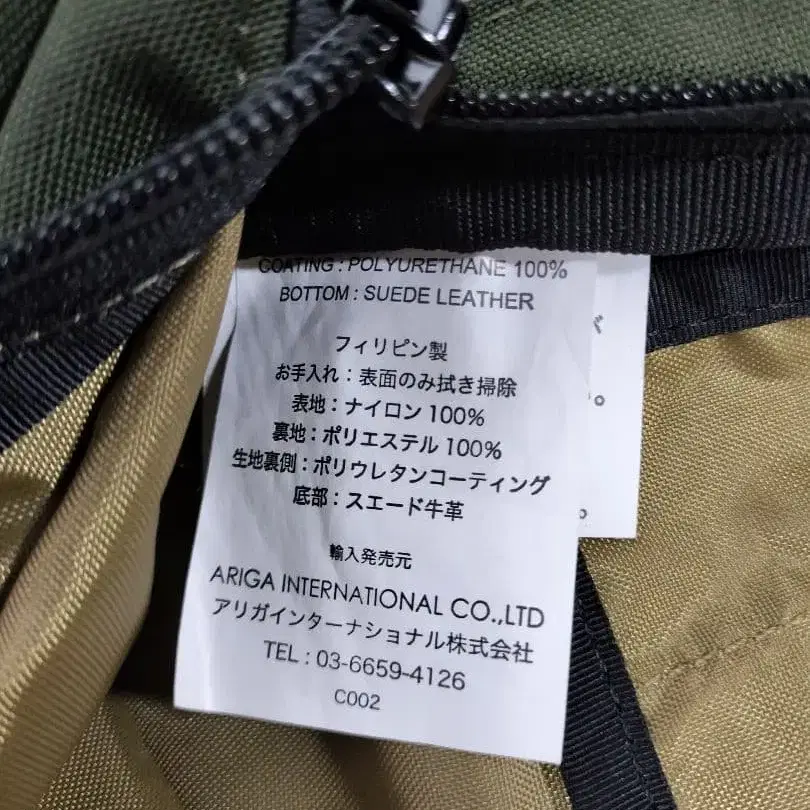 COATING : POLYURETHANE 100%
BOTTOM : SUEDE LEATHER
フィリピン製
お手入れ：表面のみ拭き掃除
表地：ナイロン 100%
裏地：ポリエステル 100%
生地裏側：ポリウレタンコーティング
底部：スエード牛革
輸入発売元
ARIGA INTERNATIONAL CO.,LTD
アリガインターナショナル株式会社
TEL : 03-6659-4126
C002